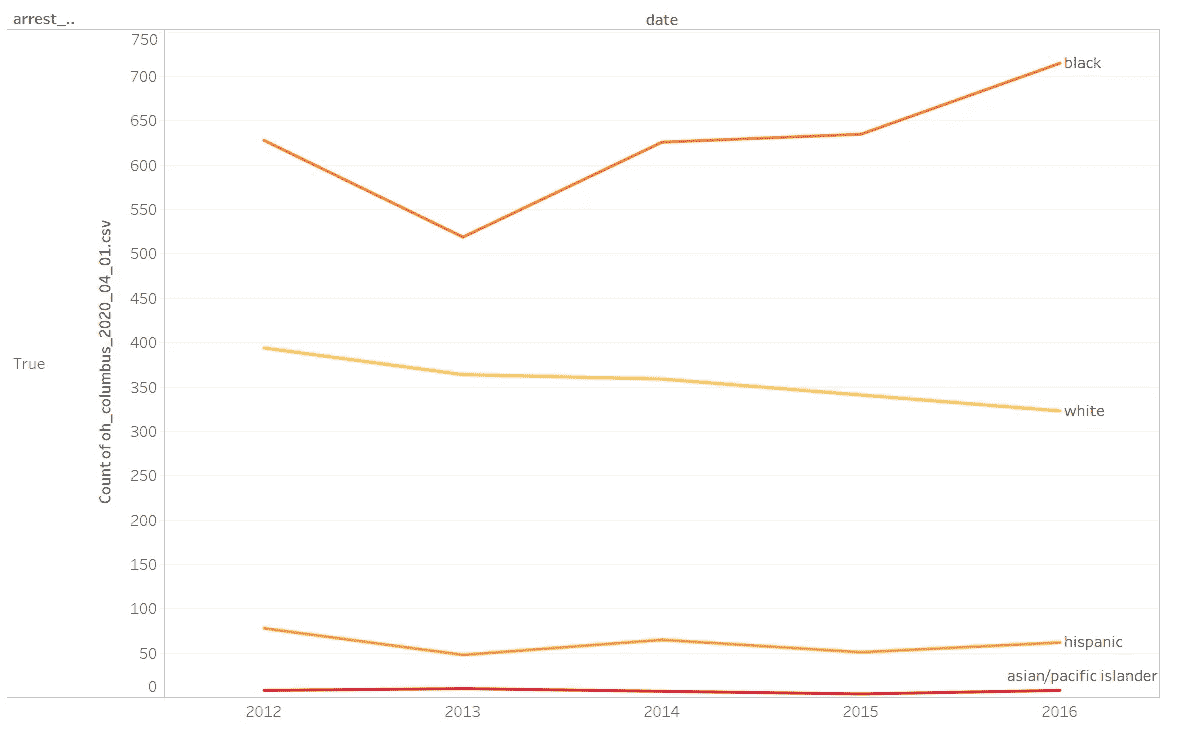 arrest_..
date
750
700
650
600
550
500
450
400
350
300
250
200
150
100
50
0
Count of oh_columbus_2020_04_01.csv
True
black
white
hispanic
asian/pacific islander
2012 2013 2014 2015 2016